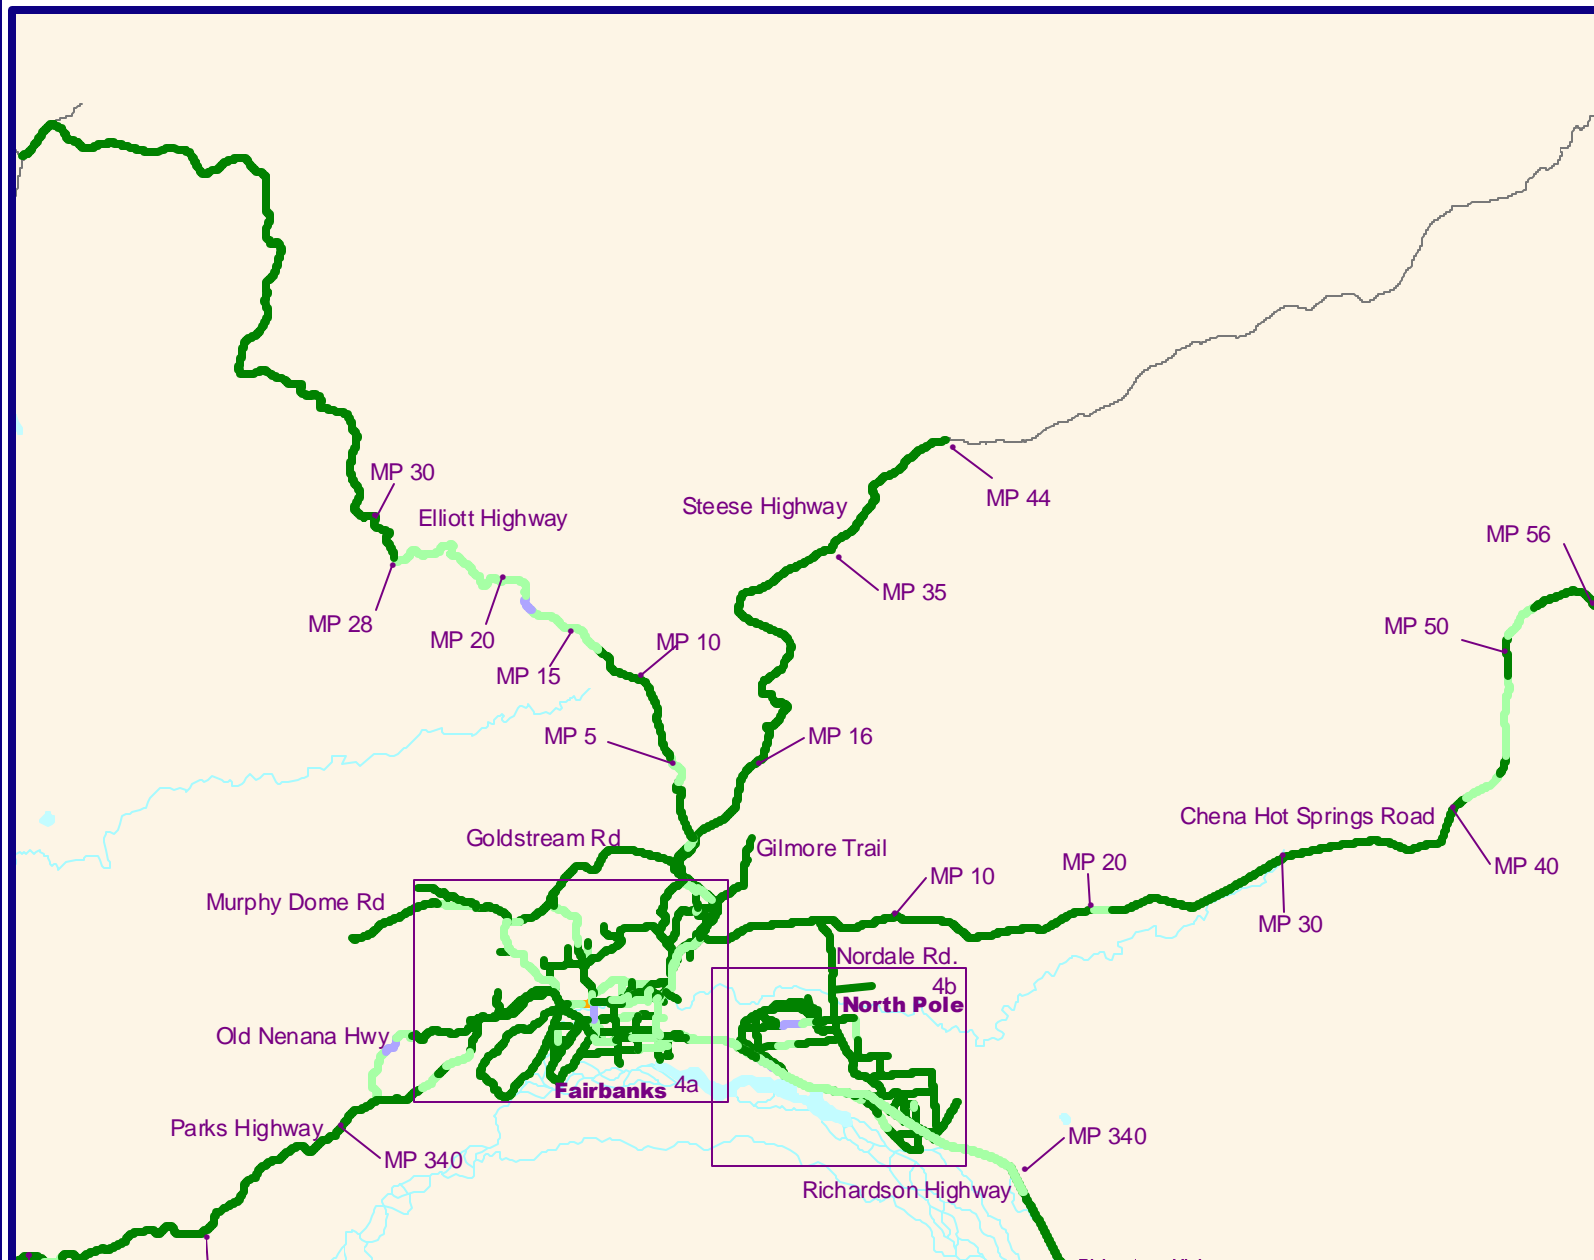 MP 30
Elliott Highway
Steese Highway
MP 44
MP 56
MP 35
MP 28
MP 20
MP 10
MP 50
MP 15
MP 5
MP 16
Goldstream Rd
Gilmore Trail
Chena Hot Springs Road
MP 20
MP 40
MP 10
Murphy Dome Rd
MP 30
Nordale Rd.
4b
North Pole
Old Nenana Hwy
Fairbanks
4a
Parks Highway
MP 340
MP 340
Richardson Highway